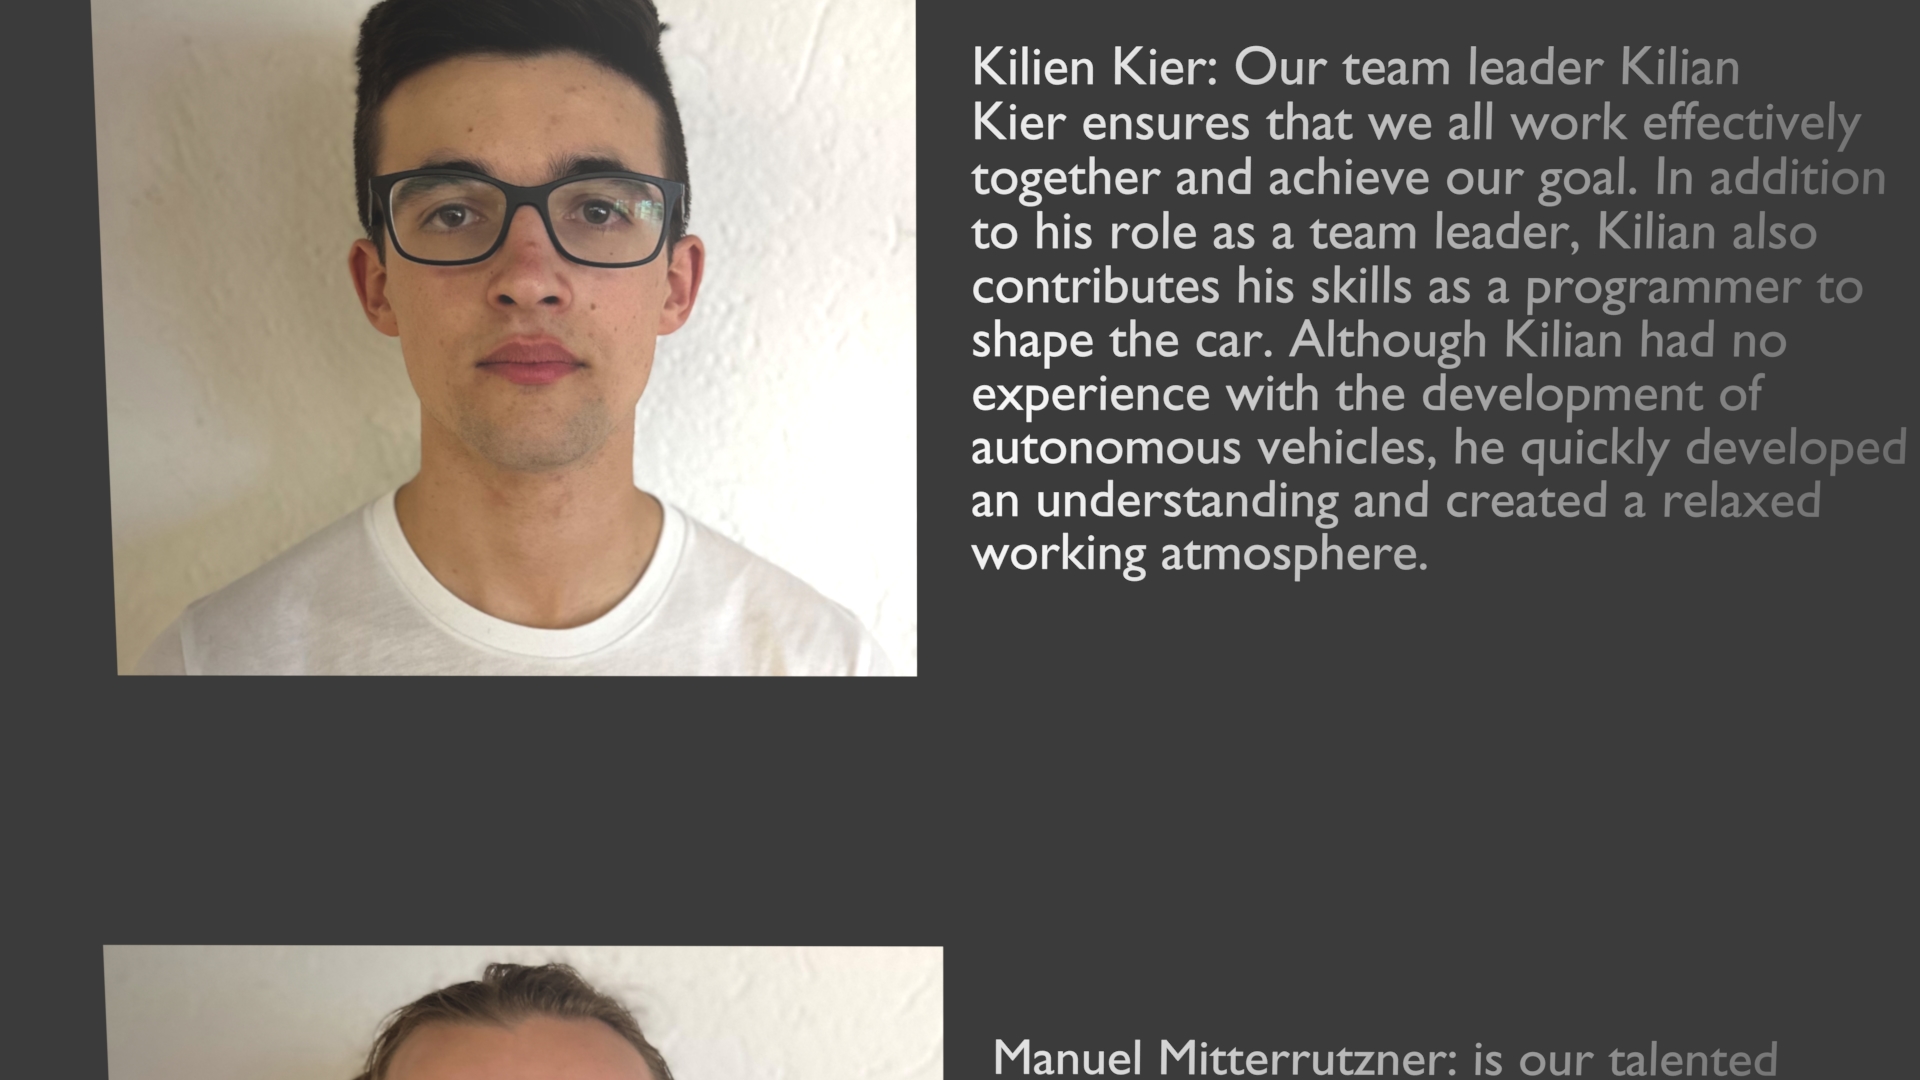 Kilien Kier: Our team leader Kilian
Kier ensures that we all work effectively
together and achieve our goal. In addition
to his role as a team leader, Kilian also
contributes his skills as a programmer to
shape the car. Although Kilian had no
experience with the development of
autonomous vehicles, he quickly developed
an understanding and created a relaxed
working atmosphere.
Manuel Mitterrutzner: is our talented